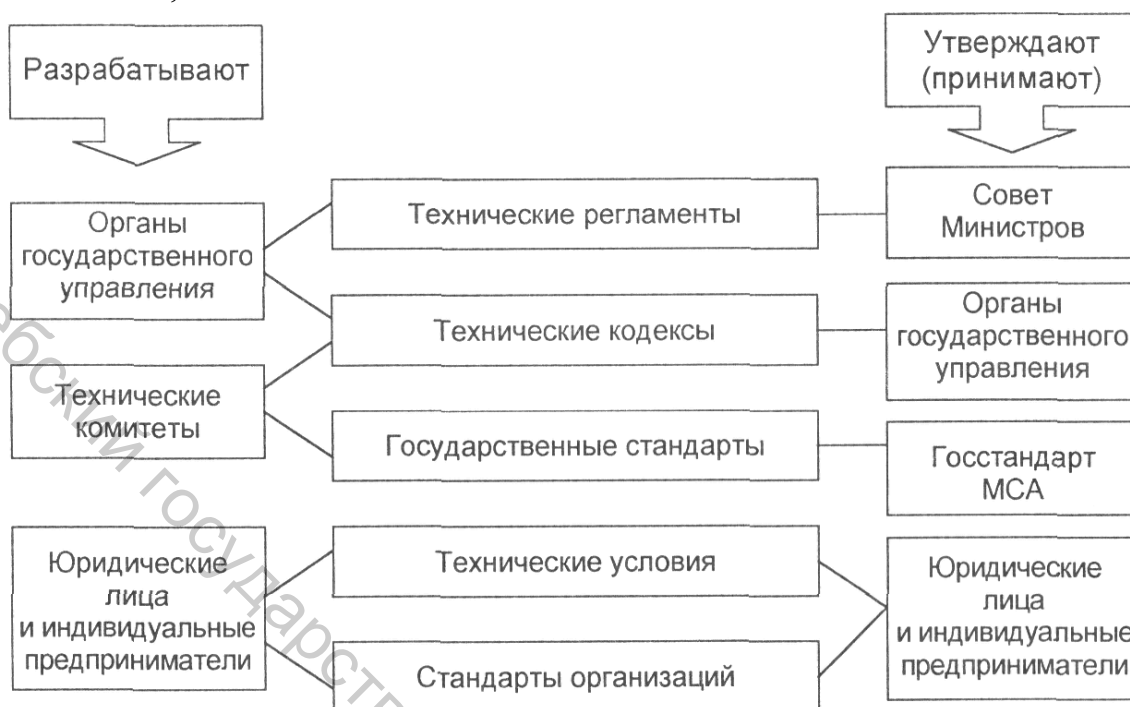 Разрабатывают
Утверждают
(принимают)
Органы
государственного
управления
Технические регламенты
Совет
Министров
Технические кодексы
Органы
государственного
управления
Технические
комитеты
Государственные стандарты
Госстандарт
МСА
Юридические
лица
и индивидуальные
предприниматели
Технические условия
Стандарты организаций
Юридические
лица
и индивидуальные
предприниматели